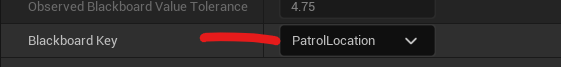 Observed Blackboard Value Tolerance 4.75
Blackboard Key PatrolLocation